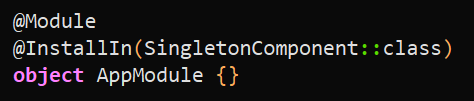 @Module
@InstallIn(SingletonComponent::class)
object AppModule {}